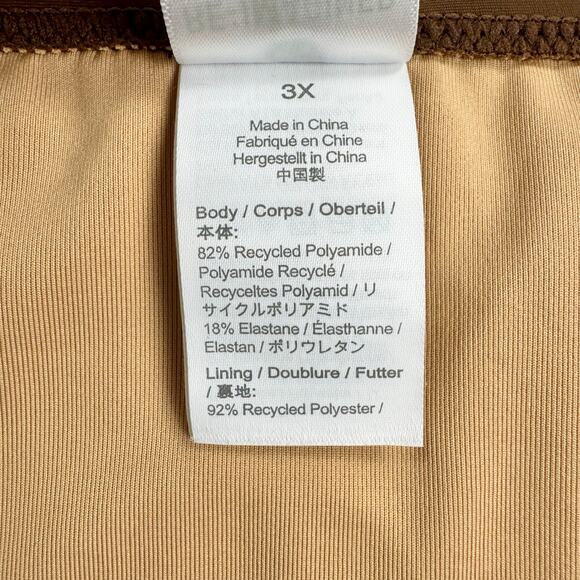 3X
Made in China
Fabriqué en Chine
Hergestellt in China
中国製
Body / Corps / Oberteil /
本体:
82% Recycled Polyamide /
Polyamide Recyclé /
Recyceltes Polyamid / リ
サイクルポリアミド
18% Elastane / Élasthanne /
Elastan / ポリウレタン
Lining / Doublure / Futter
/ 裏地:
92% Recycled Polyester /